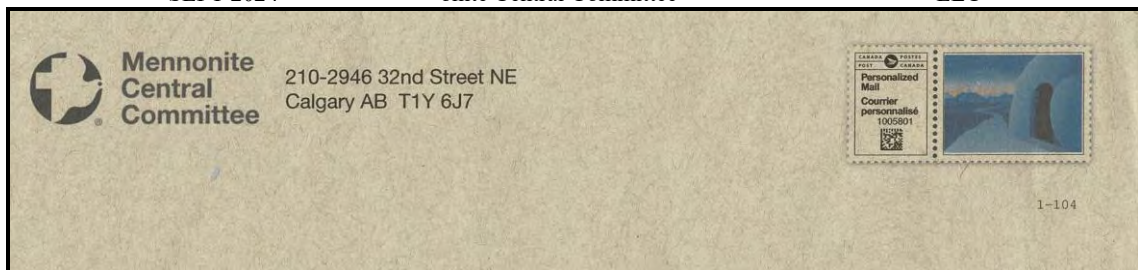 Mennonite
Central
Committee
210-2946 32nd Street NE
Calgary AB T1Y 6J7
CANADA POSTES
POST CANADA
Personalized
Mail
Courrier
personnalisé
1005801
1-104